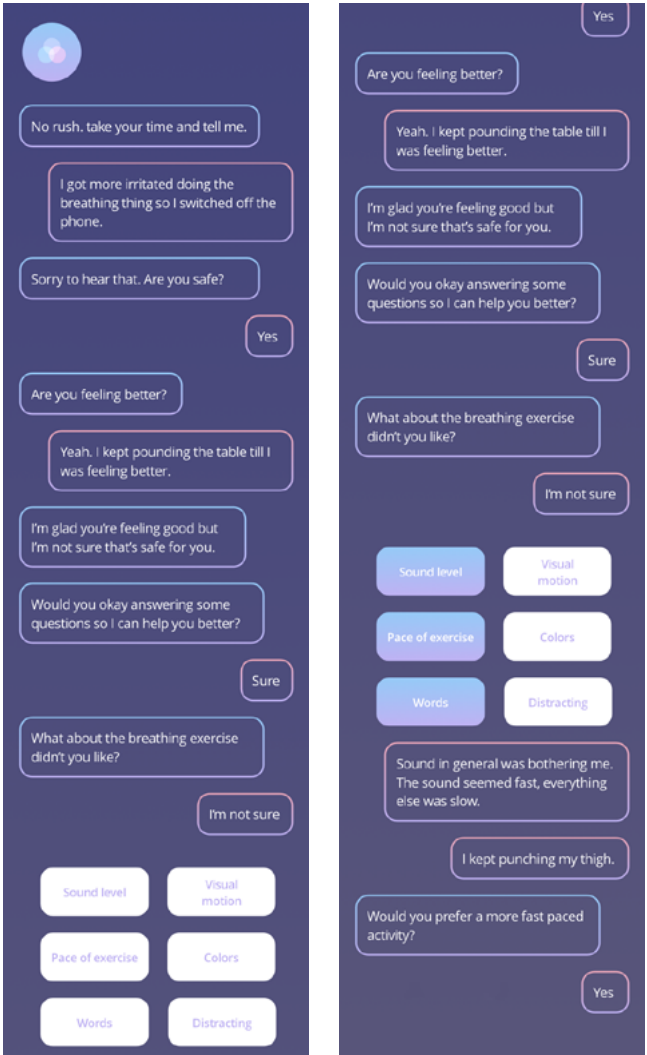 No rush. take your time and tell me.
I got more irritated doing the
breathing thing so I switched off the
phone.
Sorry to hear that. Are you safe?
Yes
Are you feeling better?
Yeah. I kept pounding the table till I
was feeling better.
I'm glad you're feeling good but
I'm not sure that's safe for you.
Would you okay answering some
questions so I can help you better?
Sure
What about the breathing exercise
didn't you like?
I'm not sure
Sound level
Visual
motion
Pace of exercise
Colors
Words
Distracting
Yes
Are you feeling better?
Yeah. I kept pounding the table till I
was feeling better.
I'm glad you're feeling good but
I'm not sure that's safe for you.
Would you okay answering some
questions so I can help you better?
Sure
What about the breathing exercise
didn't you like?
I'm not sure
Sound level
Visual
motion
Pace of exercise
Colors
Words
Distracting
Sound in general was bothering me.
The sound seemed fast, everything
else was slow.
I kept punching my thigh.
Would you prefer a more fast paced
activity?
Yes